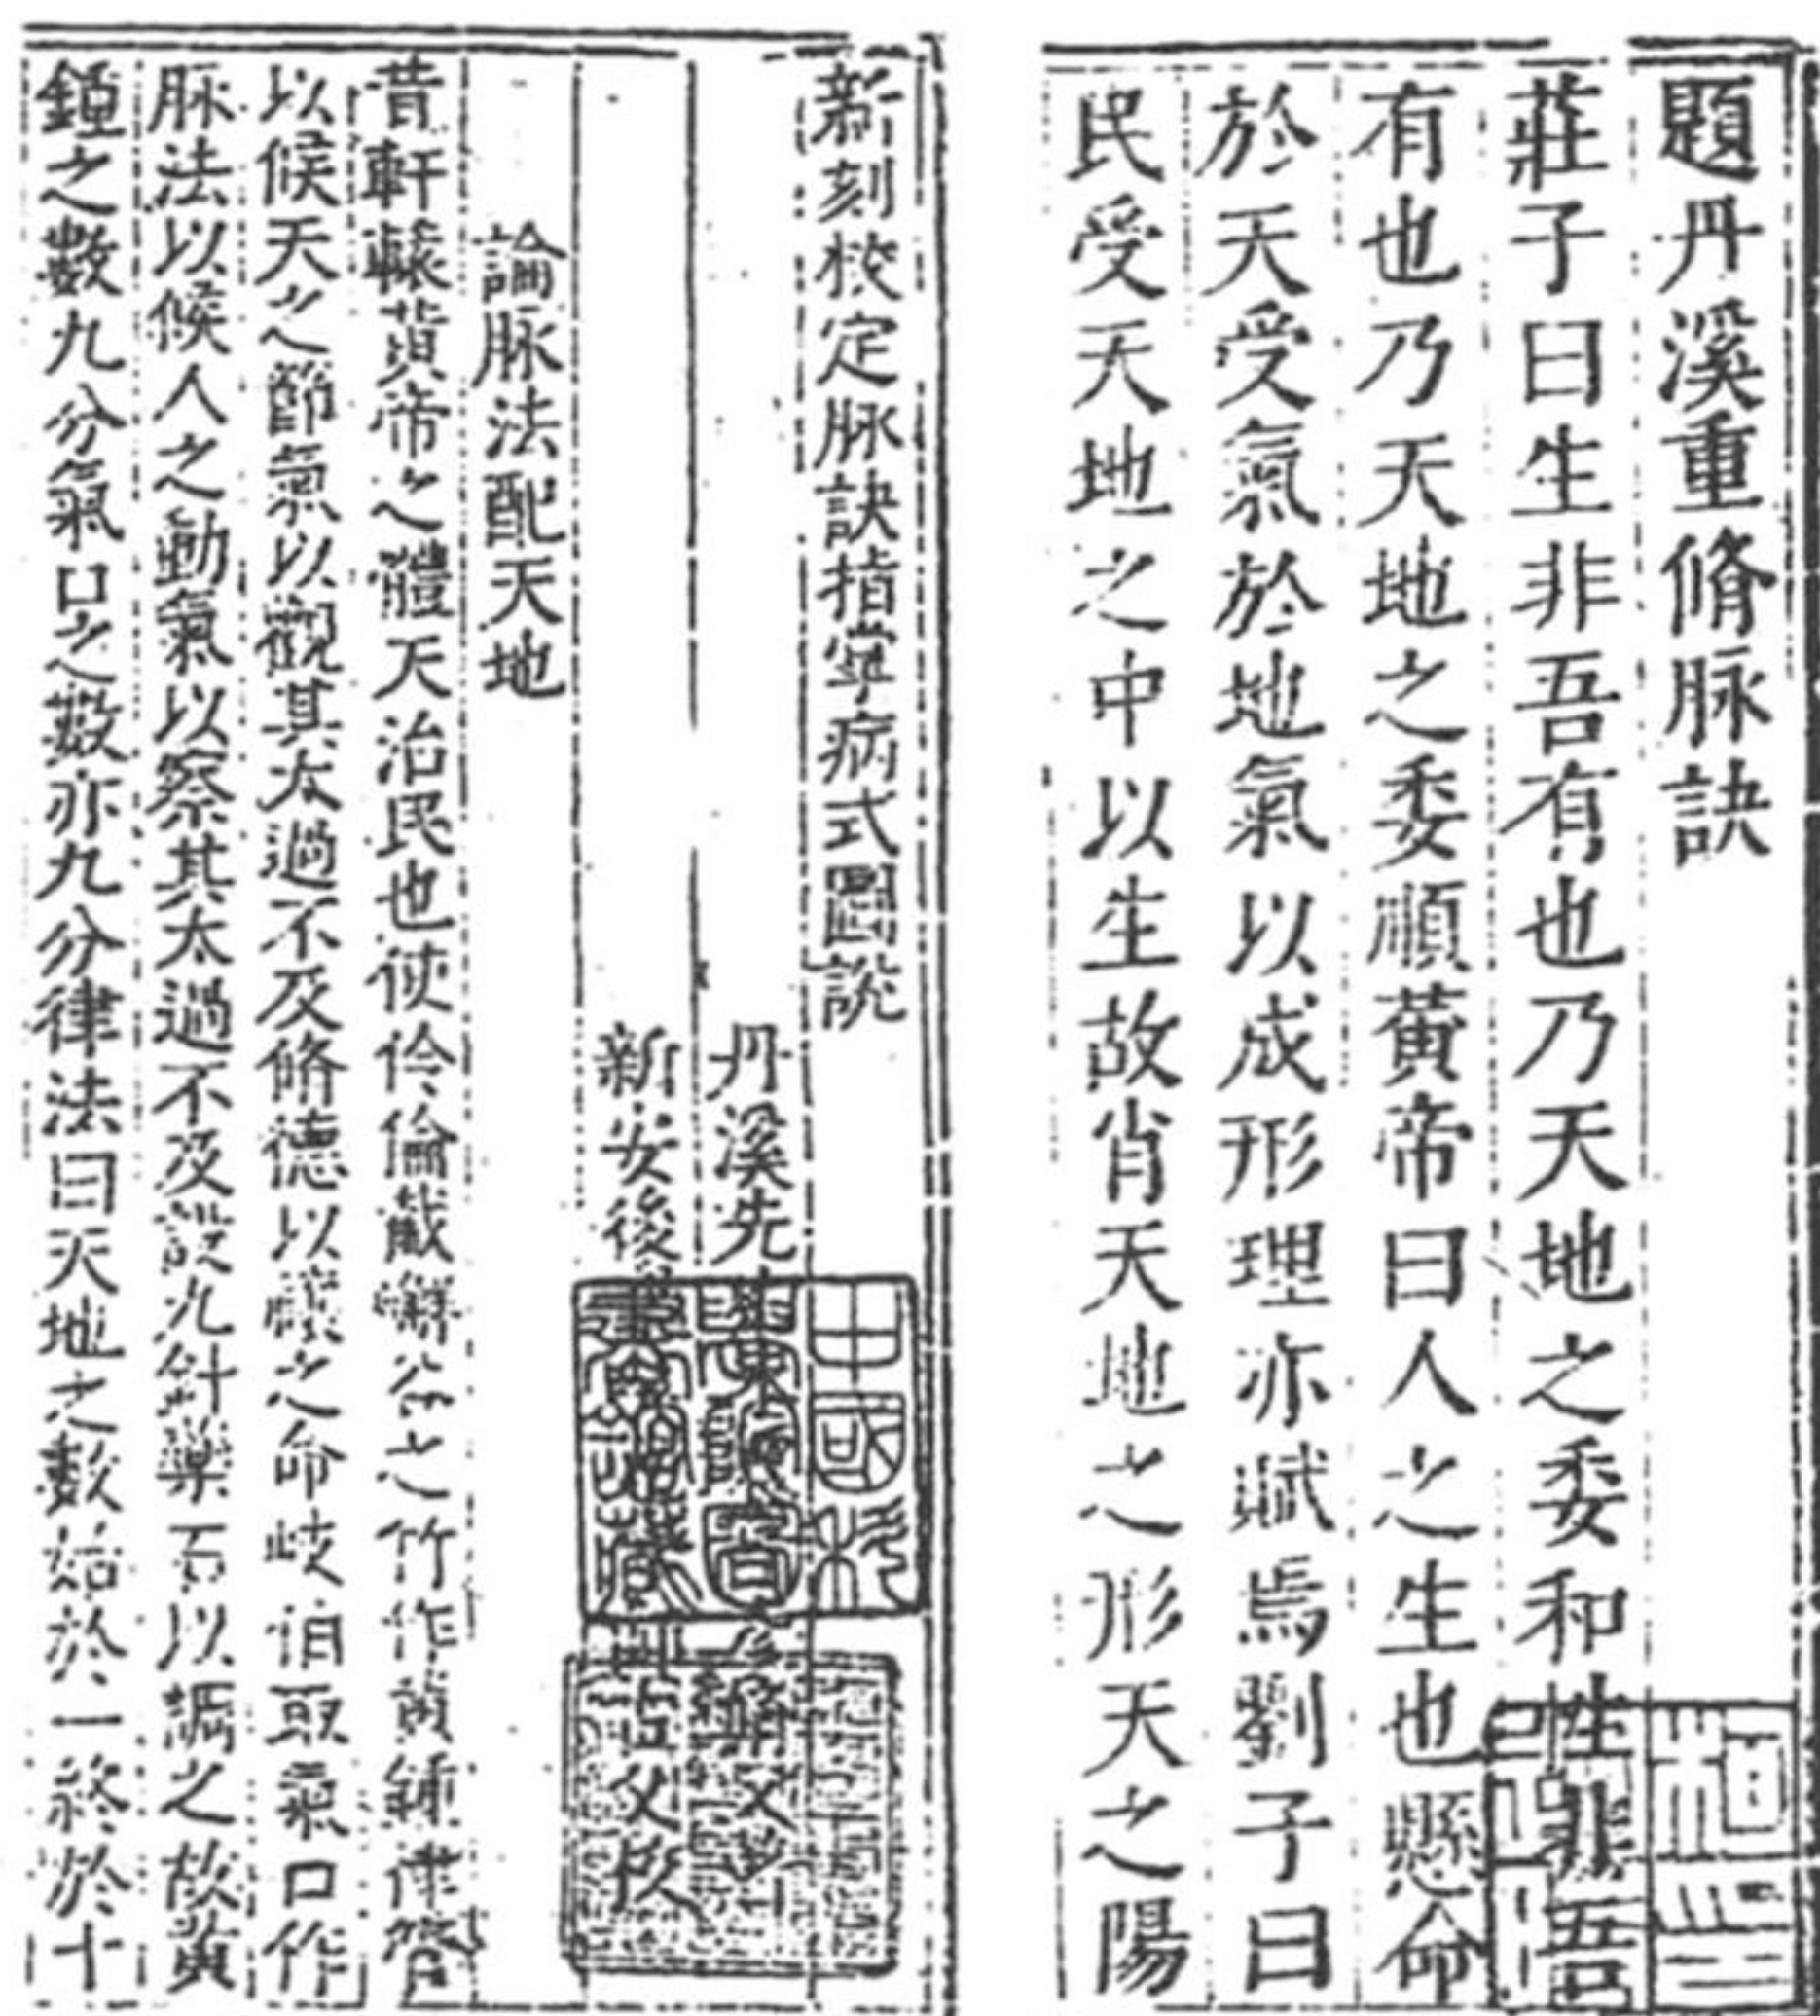 題丹溪重脩脉訣
莊子曰生非吾有也乃天地之委和性非吾
有也乃天地之委順黃帝曰人之生也懸命
於天受氣於地氣以成形理亦賦焉劉子曰
民受天地之中以生故肖天地之形天之陽
新刻校定脉訣指掌病式圖說
丹溪先
新安後
論脉法配天地
昔軒轅黃帝之體天治民也使伶倫截嶰谷之竹作黃鍾律管
以候天之節氣以觀其太過不及脩德以禳之命岐伯取氣口作
脉法以候人之動氣以察其太過不及設九針藥石以調之故黃
鍾之數九分氣口之數亦九分律法曰天地之數始於一終於十